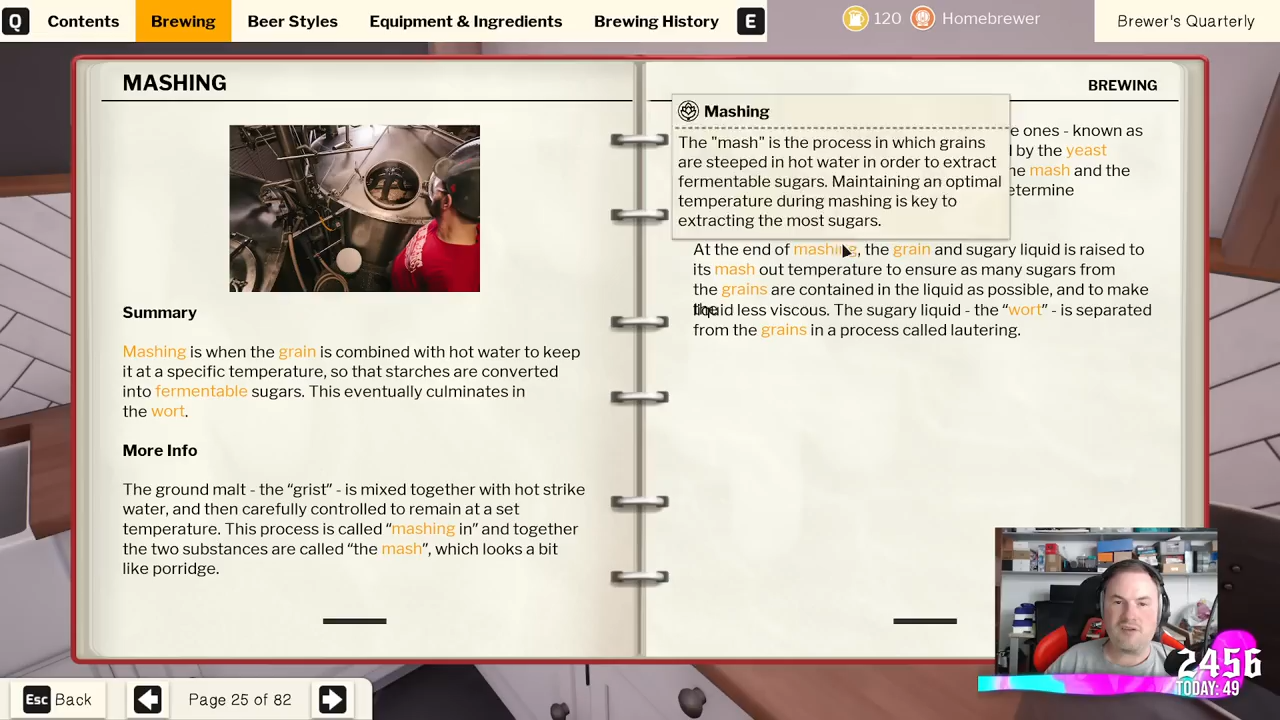 Q Contents Brewing Beer Styles Equipment & Ingredients Brewing History E 120 Homebrewer Brewer's Quarterly
MASHING
Summary
Mashing is when the grain is combined with hot water to keep
it at a specific temperature, so that starches are converted
into fermentable sugars. This eventually culminates in
the wort.
More Info
The ground malt - the “grist” - is mixed together with hot strike
water, and then carefully controlled to remain at a set
temperature. This process is called “mashing in” and together
the two substances are called “the mash”, which looks a bit
like porridge.
BREWING
Mashing
The "mash" is the process in which grains
are steeped in hot water in order to extract
fermentable sugars. Maintaining an optimal
temperature during mashing is key to
extracting the most sugars.
ones - known as
by the yeast
mash and the
At the end of mashing, the grain and sugary liquid is raised to
its mash out temperature to ensure as many sugars from
the grains are contained in the liquid as possible, and to make
the
liquid less viscous. The sugary liquid - the “wort” - is separated
from the grains in a process called lautering.
Esc Back Page 25 of 82
2456
TODAY: 49